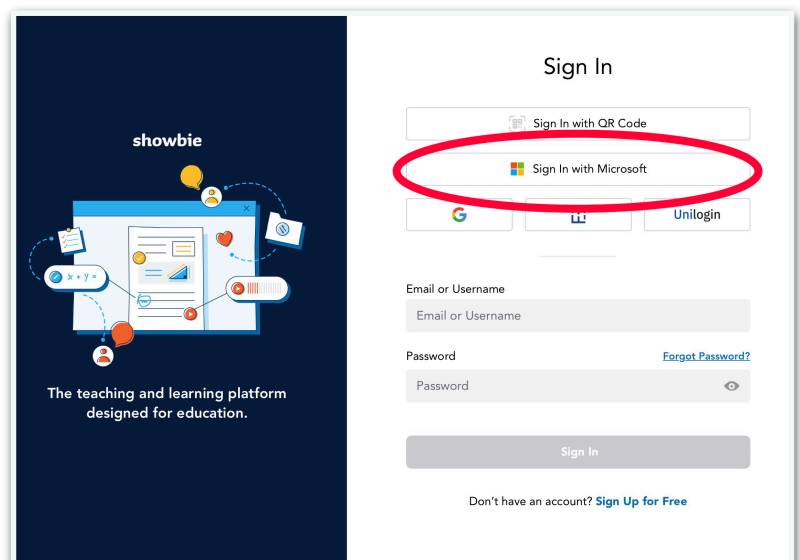 showbie
x + y =
The teaching and learning platform
designed for education.
Sign In
Sign In with QR Code
Sign In with Microsoft
Unilogin
Email or Username
Email or Username
Password
Forgot Password?
Password
Sign In
Don't have an account? Sign Up for Free